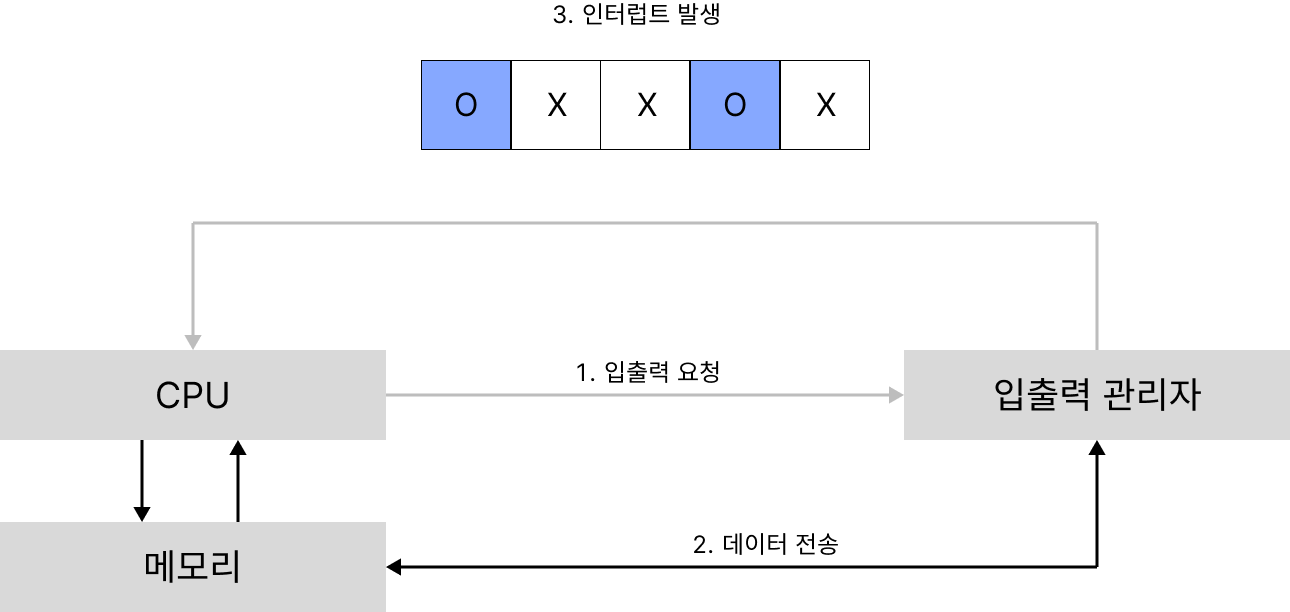 3. 인터럽트 발생
O X X O X
CPU
1. 입출력 요청
입출력 관리자
메모리
2. 데이터 전송